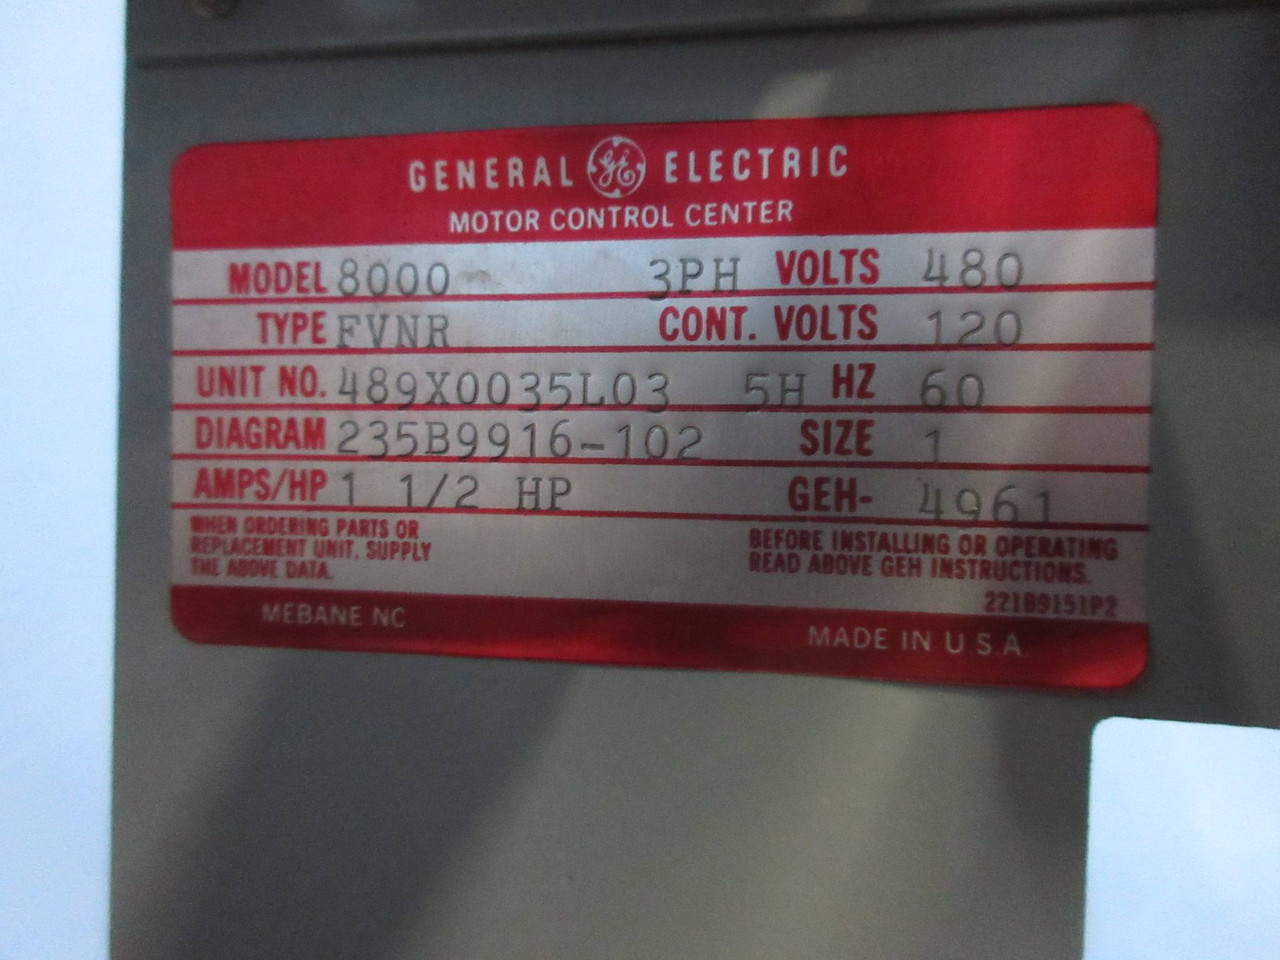 GENERAL GE ELECTRIC
MOTOR CONTROL CENTER
MODEL 8000 3PH VOLTS 480
TYPE FVNR CONT. VOLTS 120
UNIT NO. 489X0035L03 5H HZ 60
DIAGRAM 235B9916-102 SIZE 1
AMPS/HP 1 1/2 HP GEH- 4961
WHEN ORDERING PARTS OR
REPLACEMENT UNIT, SUPPLY
THE ABOVE DATA.
BEFORE INSTALLING OR OPERATING
READ ABOVE GEH INSTRUCTIONS.
221B9151P2
MEBANE NC
MADE IN U.S.A